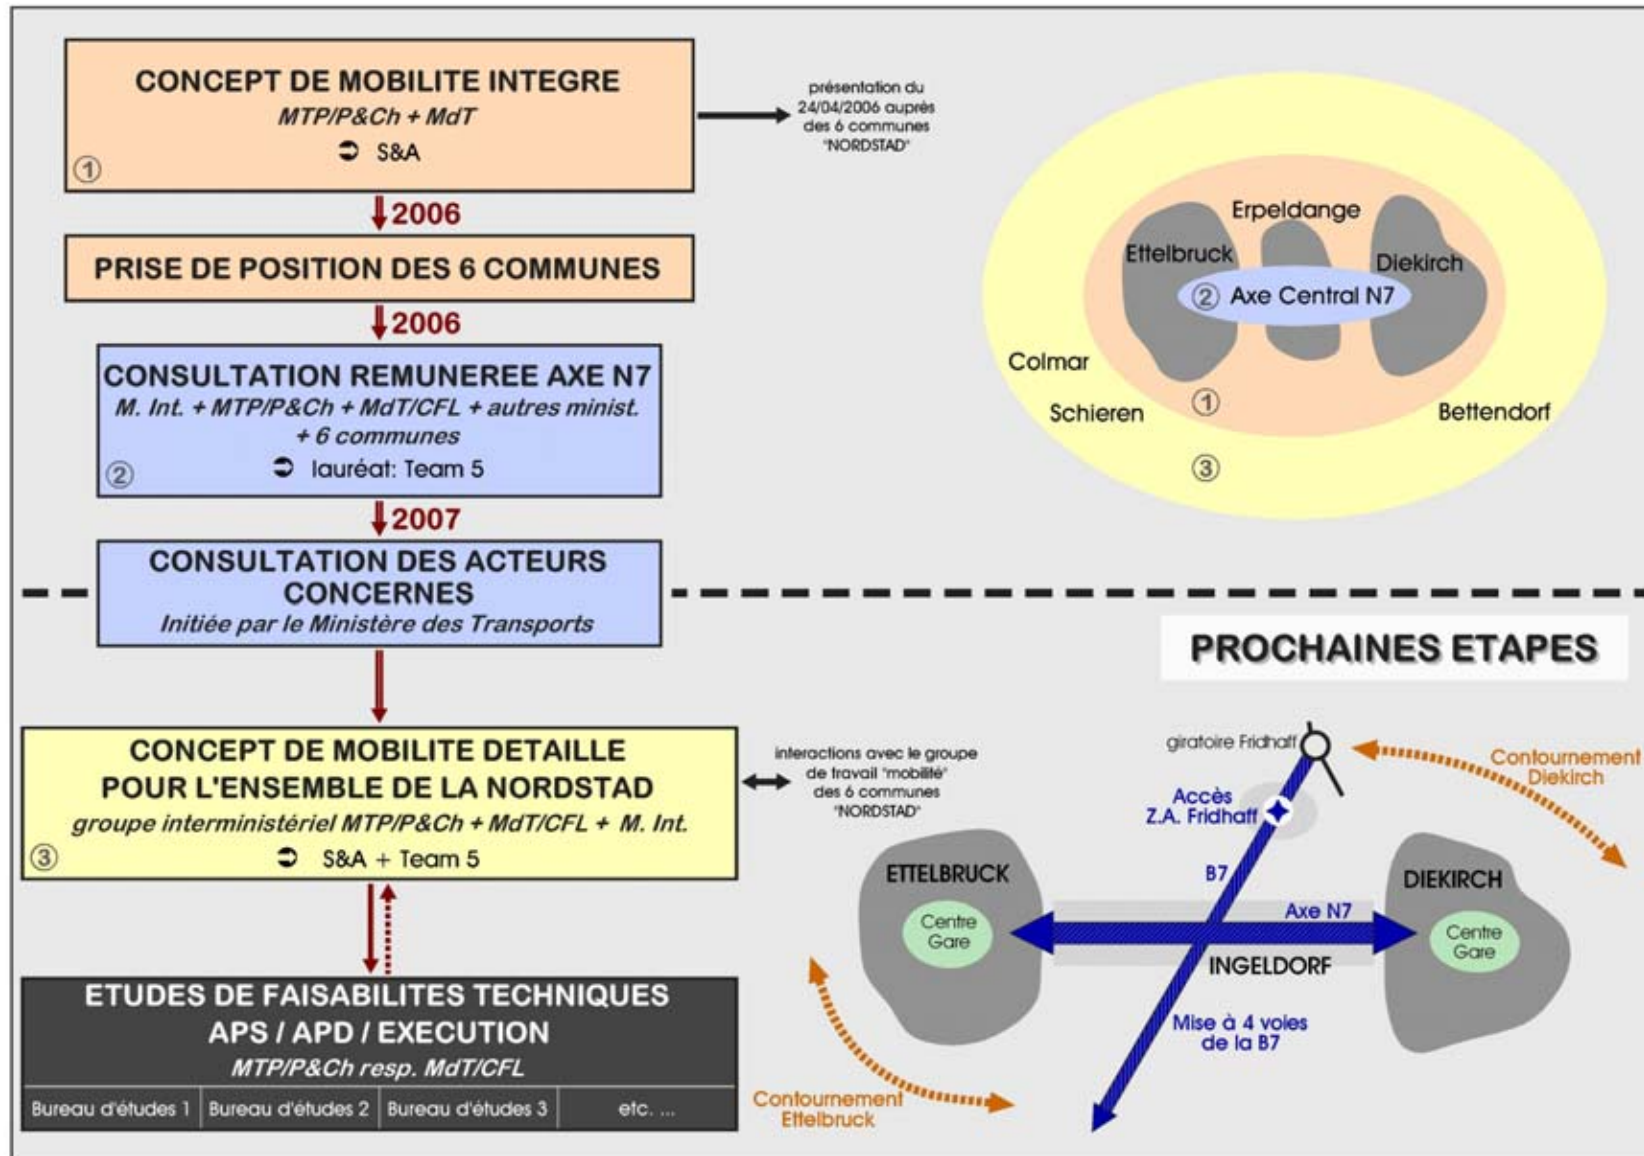 CONCEPT DE MOBILITE INTEGRE
MTP/P&Ch + MdT
➲ S&A
①
présentation du
24/04/2006 auprès
des 6 communes
"NORDSTAD"
2006
PRISE DE POSITION DES 6 COMMUNES
2006
CONSULTATION REMUNEREE AXE N7
M. Int. + MTP/P&Ch + MdT/CFL + autres minist.
+ 6 communes
➲ lauréat: Team 5
②
2007
CONSULTATION DES ACTEURS
CONCERNES
Initiée par le Ministère des Transports
CONCEPT DE MOBILITE DETAILLE
POUR L'ENSEMBLE DE LA NORDSTAD
groupe interministériel MTP/P&Ch + MdT/CFL + M. Int.
➲ S&A + Team 5
③
interactions avec le groupe
de travail "mobilité"
des 6 communes
"NORDSTAD"
ETUDES DE FAISABILITES TECHNIQUES
APS / APD / EXECUTION
MTP/P&Ch resp. MdT/CFL
Bureau d'études 1
Bureau d'études 2
Bureau d'études 3
etc. ...
Erpeldange
Ettelbruck
Diekirch
② Axe Central N7
Colmar
Schieren
①
Bettendorf
③
PROCHAINES ETAPES
giratoire Fridhaff
Contournement
Diekirch
Accès
Z.A. Fridhaff
B7
ETTELBRUCK
DIEKIRCH
Centre
Gare
Axe N7
Centre
Gare
INGELDORF
Mise à 4 voies
de la B7
Contournement
Ettelbruck